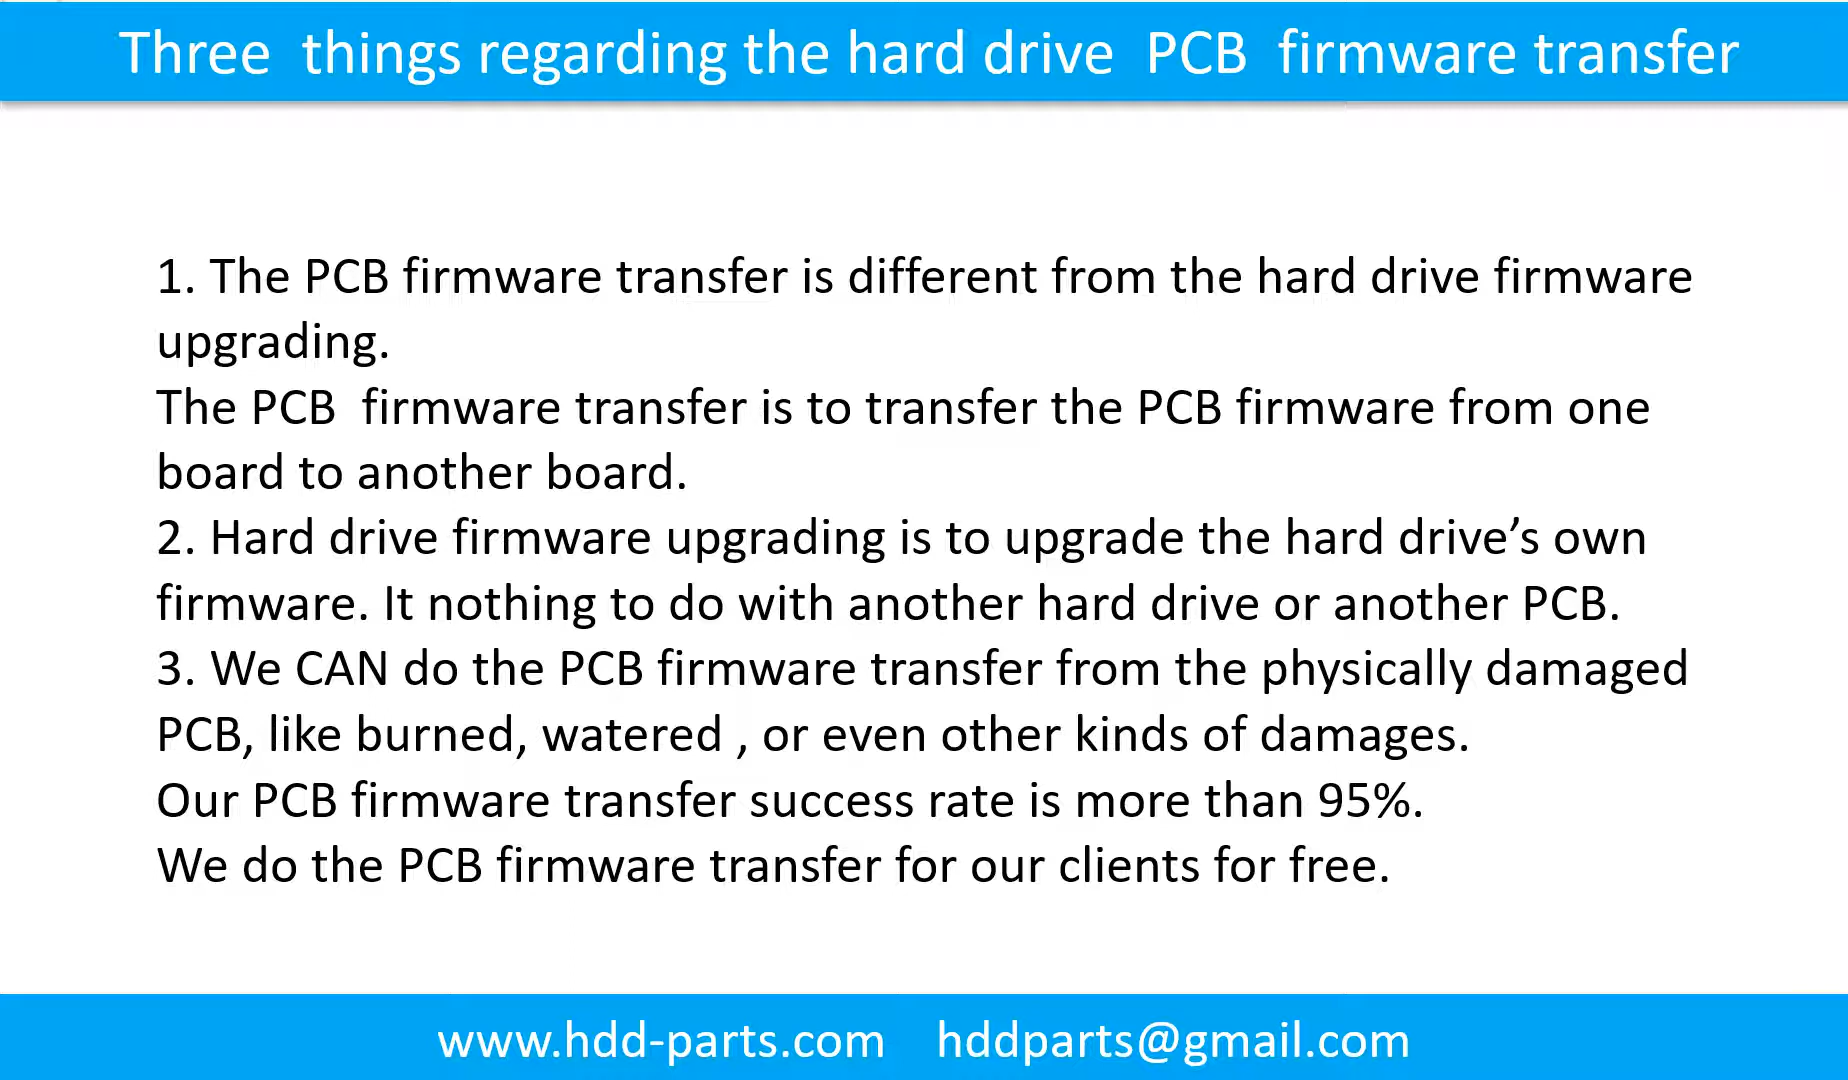 Three things regarding the hard drive PCB firmware transfer
1. The PCB firmware transfer is different from the hard drive firmware
upgrading.
The PCB firmware transfer is to transfer the PCB firmware from one
board to another board.
2. Hard drive firmware upgrading is to upgrade the hard drive’s own
firmware. It nothing to do with another hard drive or another PCB.
3. We CAN do the PCB firmware transfer from the physically damaged
PCB, like burned, watered , or even other kinds of damages.
Our PCB firmware transfer success rate is more than 95%.
We do the PCB firmware transfer for our clients for free.
www.hdd-parts.com hddparts@gmail.com